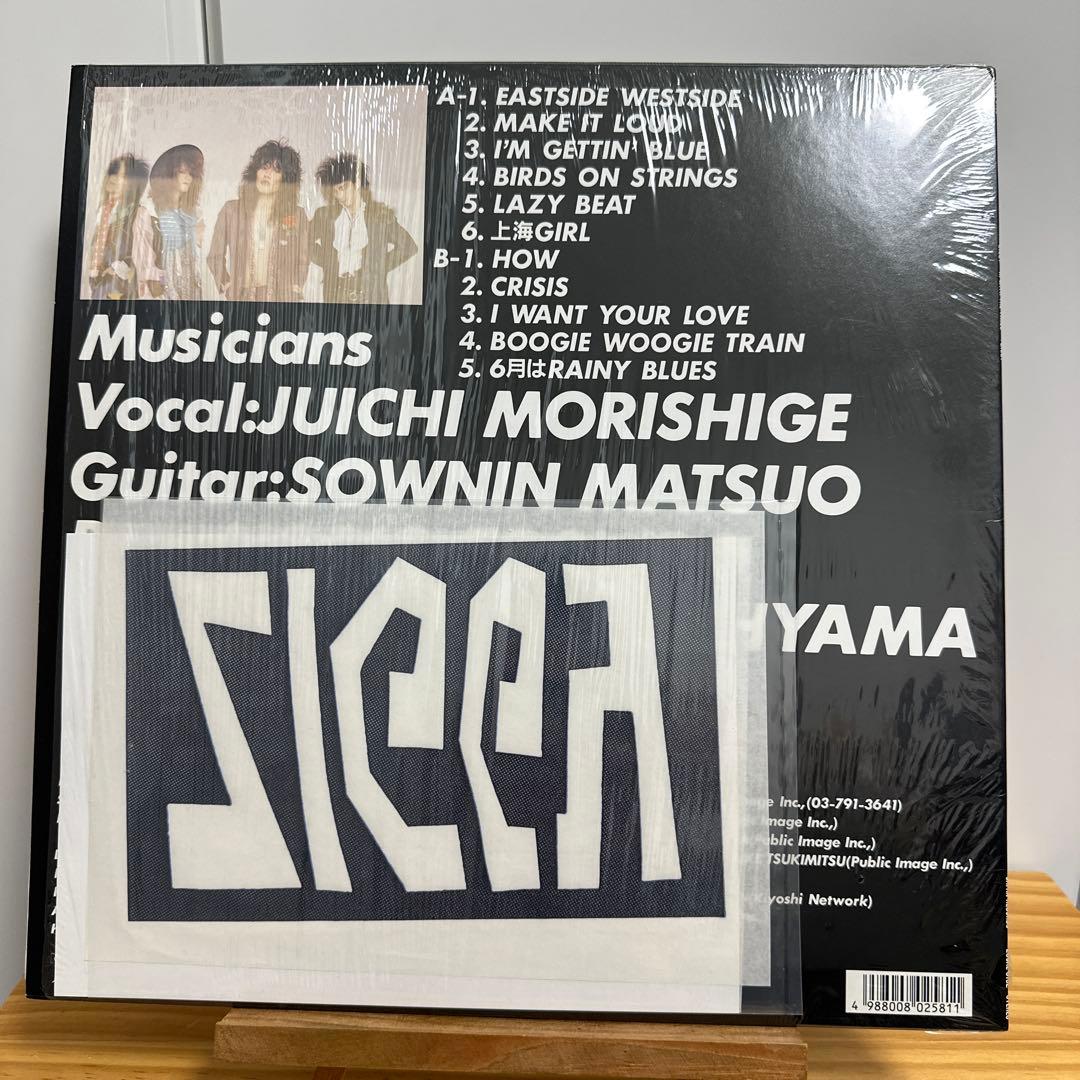 A-1. EASTSIDE WESTSIDE
2. MAKE IT LOUD
3. I'M GETTIN' BLUE
4. BIRDS ON STRINGS
5. LAZY BEAT
6. 上海GIRL
B-1. HOW
2. CRISIS
3. I WANT YOUR LOVE
4. BOOGIE WOOGIE TRAIN
5. 6月はRAINY BLUES
Musicians
Vocal:JUICHI MORISHIGE
Guitar:SOWNIN MATSUO
YAMA
ZIGGY
Inc.,(03-791-3641)
Image Inc.,)
Public Image Inc.,)
TSUKIMITSU(Public Image Inc.,)
Kiyoshi Network)
4 988008 025811